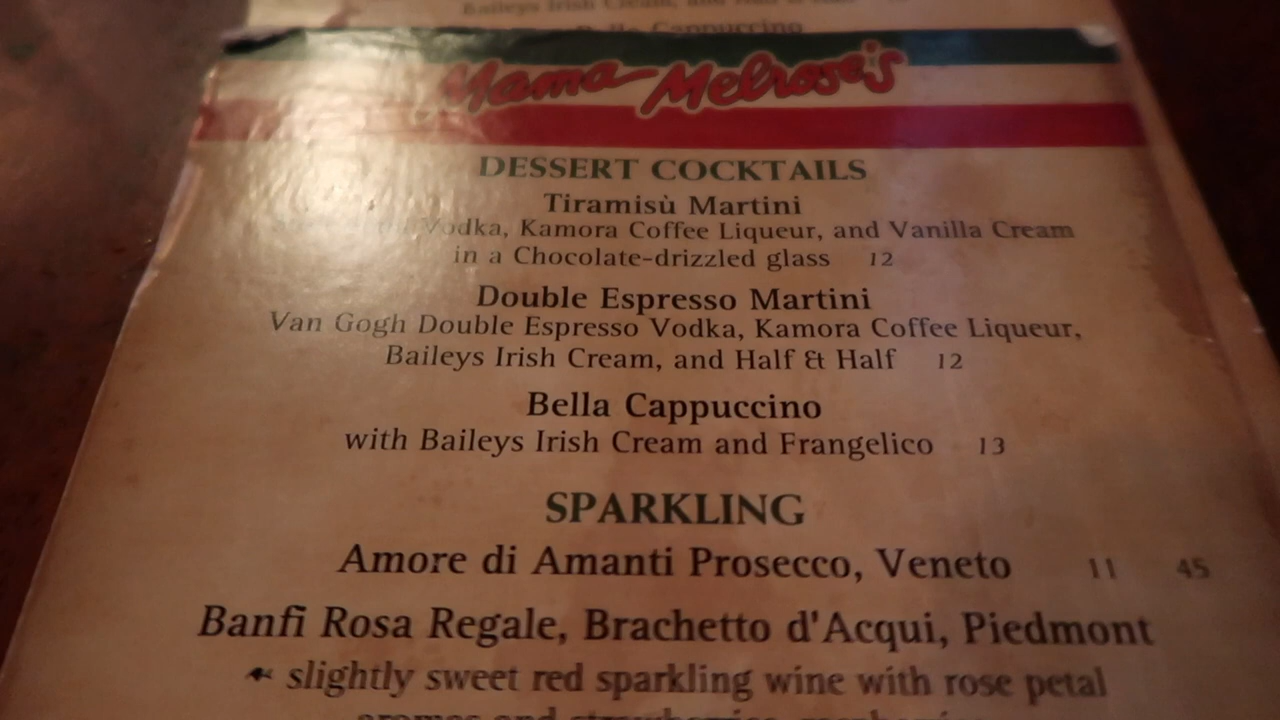 Baileys Irish Cream, and Half & Half
Bella Cappuccino
Mama Melrose's
DESSERT COCKTAILS
Tiramisù Martini
Vodka, Kamora Coffee Liqueur, and Vanilla Cream
in a Chocolate-drizzled glass 12
Double Espresso Martini
Van Gogh Double Espresso Vodka, Kamora Coffee Liqueur,
Baileys Irish Cream, and Half & Half 12
Bella Cappuccino
with Baileys Irish Cream and Frangelico 13
SPARKLING
Amore di Amanti Prosecco, Veneto 11 45
Banfi Rosa Regale, Brachetto d'Acqui, Piedmont
slightly sweet red sparkling wine with rose petal
aromas and strawberries,